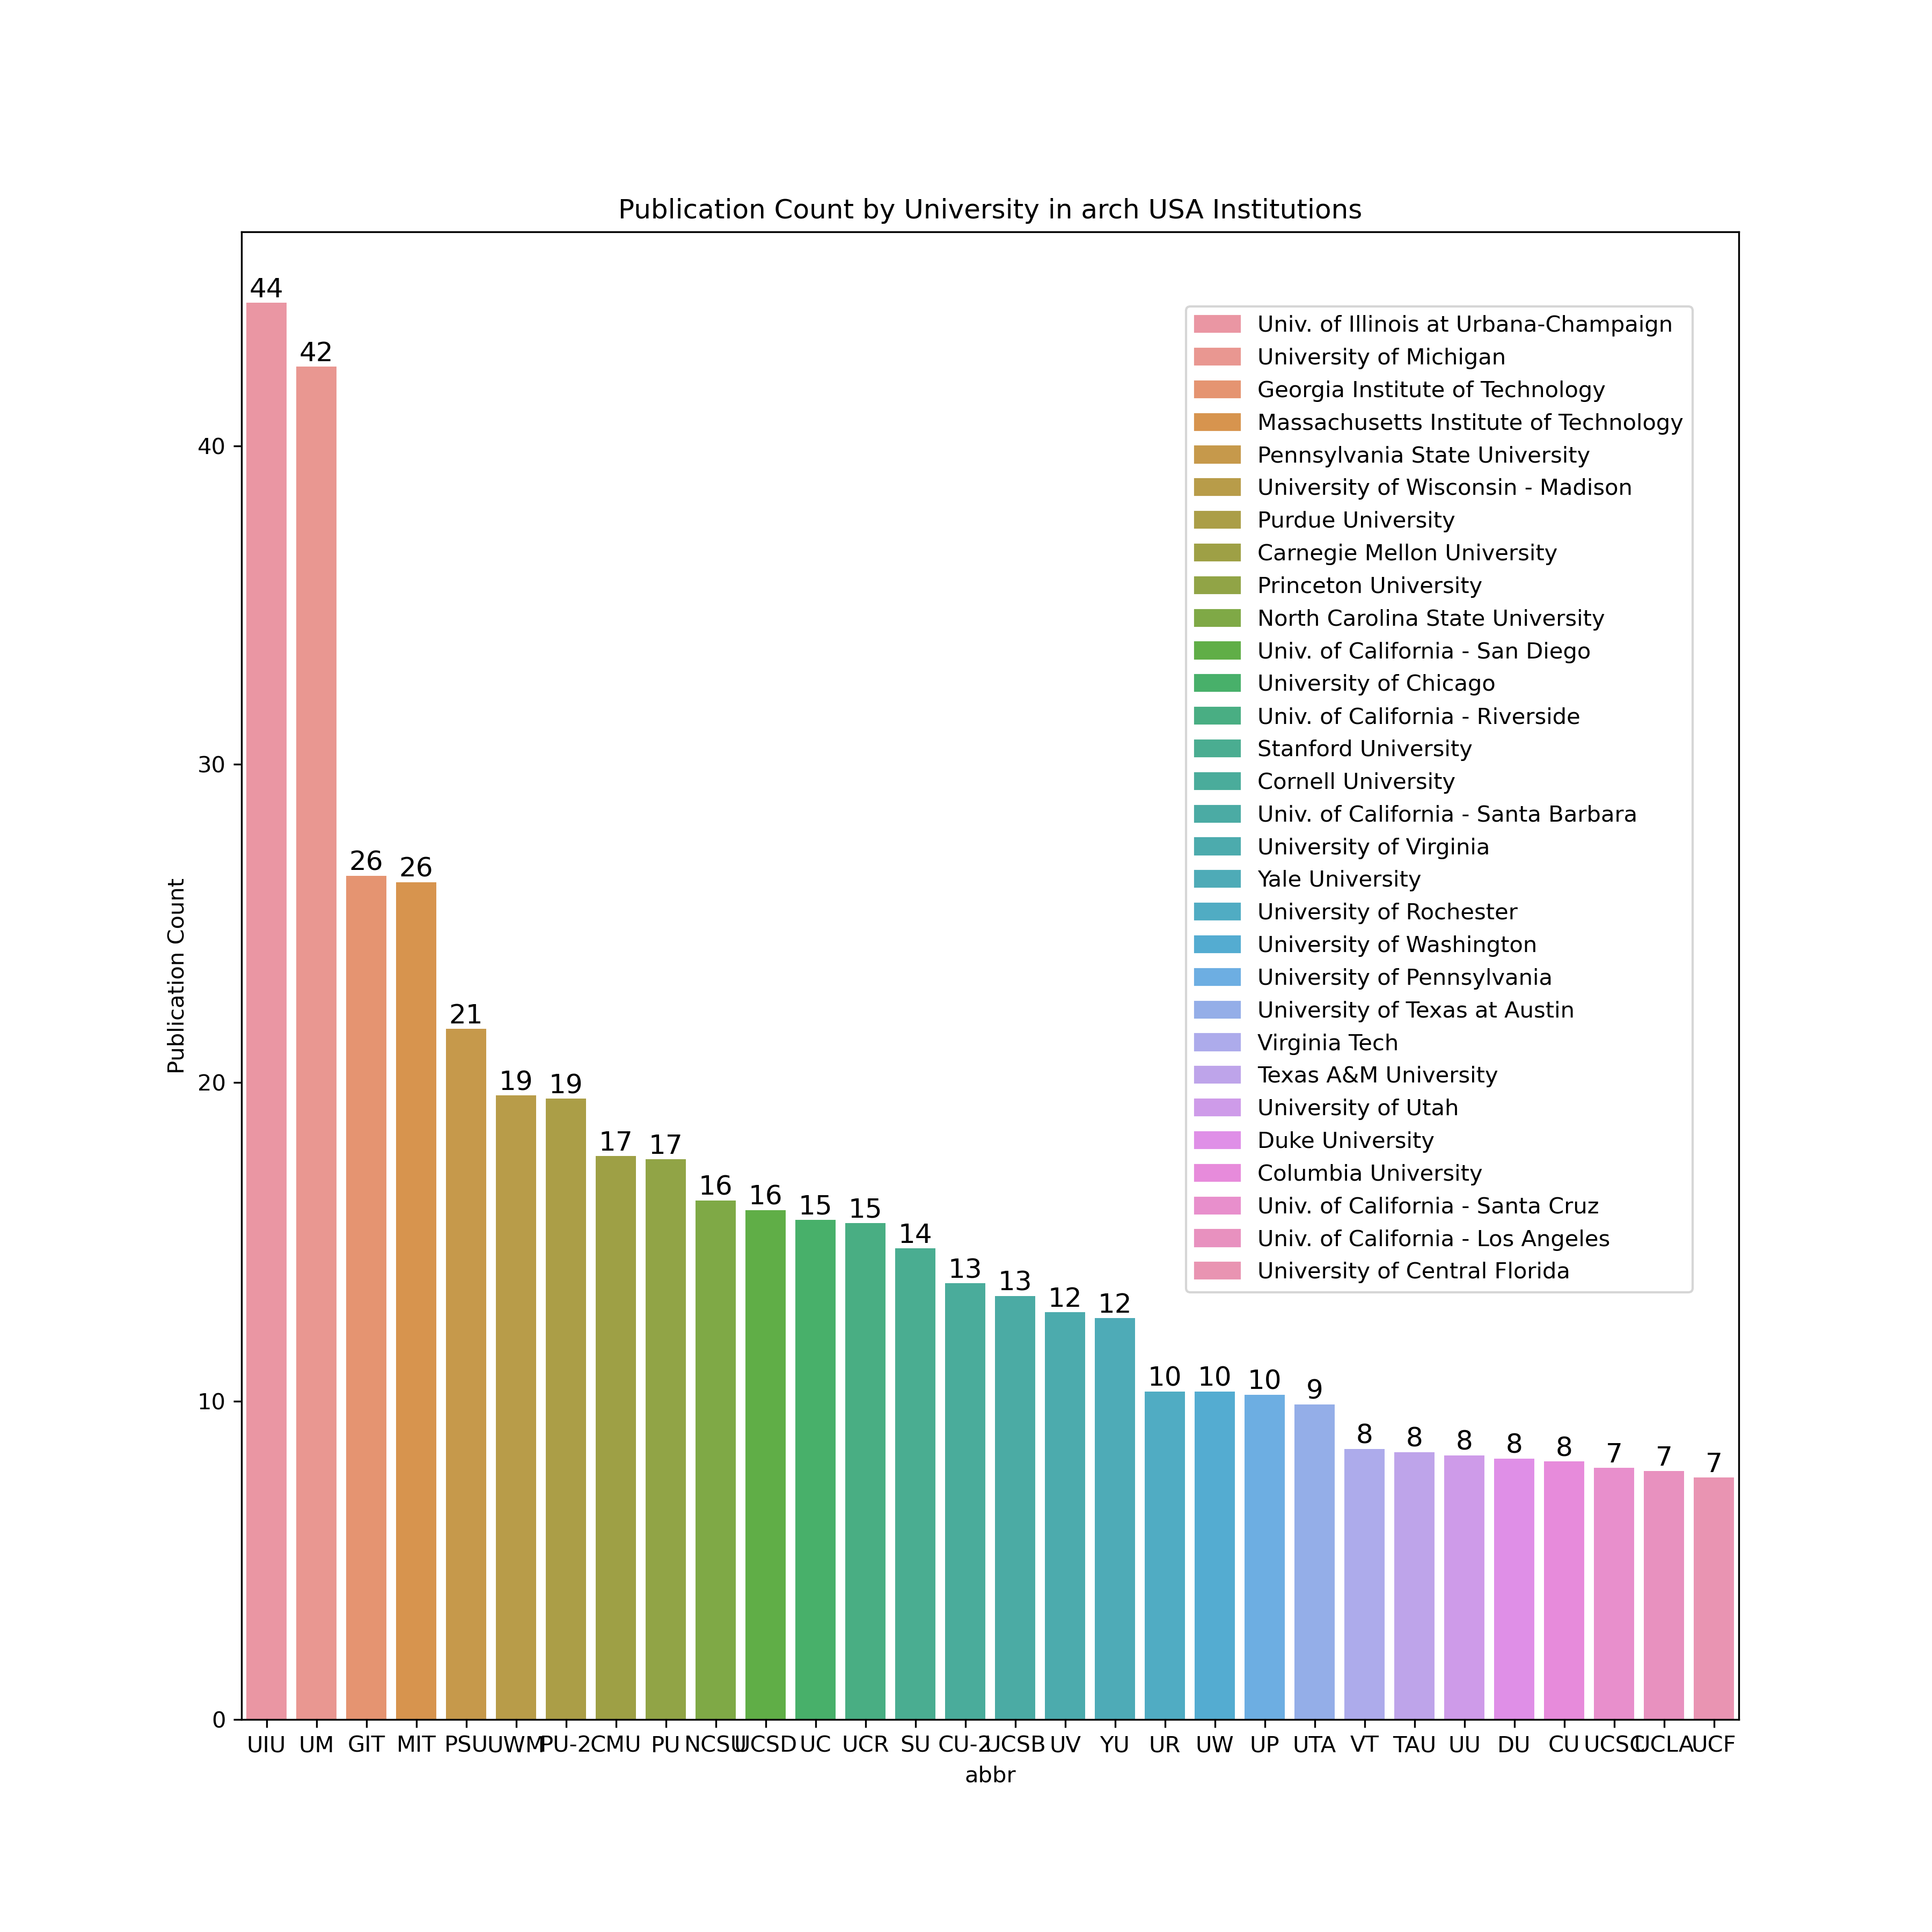 Publication Count by University in arch USA Institutions
44
42
26
26
21
19
19
17
17
16
16
15
15
14
13
13
12
12
10
10
10
9
8
8
8
8
8
7
7
7
Univ. of Illinois at Urbana-Champaign
University of Michigan
Georgia Institute of Technology
Massachusetts Institute of Technology
Pennsylvania State University
University of Wisconsin - Madison
Purdue University
Carnegie Mellon University
Princeton University
North Carolina State University
Univ. of California - San Diego
University of Chicago
Univ. of California - Riverside
Stanford University
Cornell University
Univ. of California - Santa Barbara
University of Virginia
Yale University
University of Rochester
University of Washington
University of Pennsylvania
University of Texas at Austin
Virginia Tech
Texas A&M University
University of Utah
Duke University
Columbia University
Univ. of California - Santa Cruz
Univ. of California - Los Angeles
University of Central Florida
Publication Count
40
30
20
10
0
UIU UM GIT MIT PSU UWM PU-2 CMU PU NCSU UCSD UC UCR SU CU-2 UCSB UV YU UR UW UP UTA VT TAU UU DU CU UCSC UCLA UCF
abbr